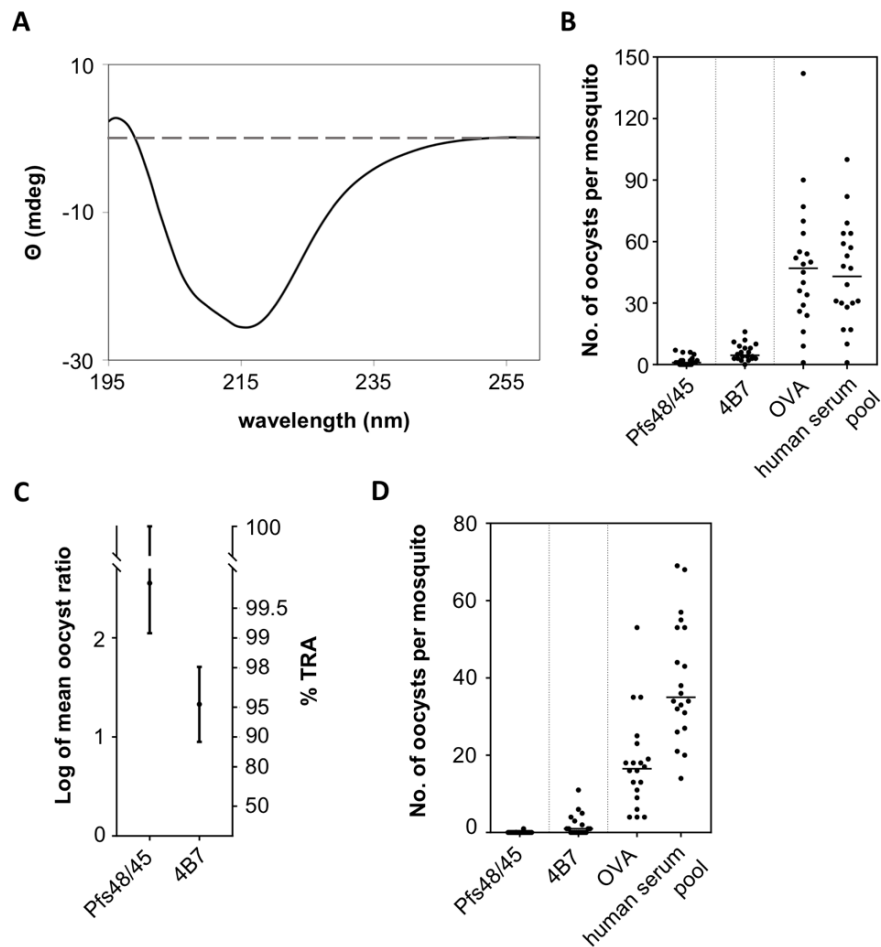 A
10
-10
-30
195
215
235
255
Θ (mdeg)
wavelength (nm)
B
150
120
90
60
30
0
No. of oocysts per mosquito
Pfs48/45
4B7
OVA
human serum
pool
C
2
1
0
Log of mean oocyst ratio
100
99.5
99
98
95
90
80
50
% TRA
Pfs48/45
4B7
D
80
60
40
20
0
No. of oocysts per mosquito
Pfs48/45
4B7
OVA
human serum
pool